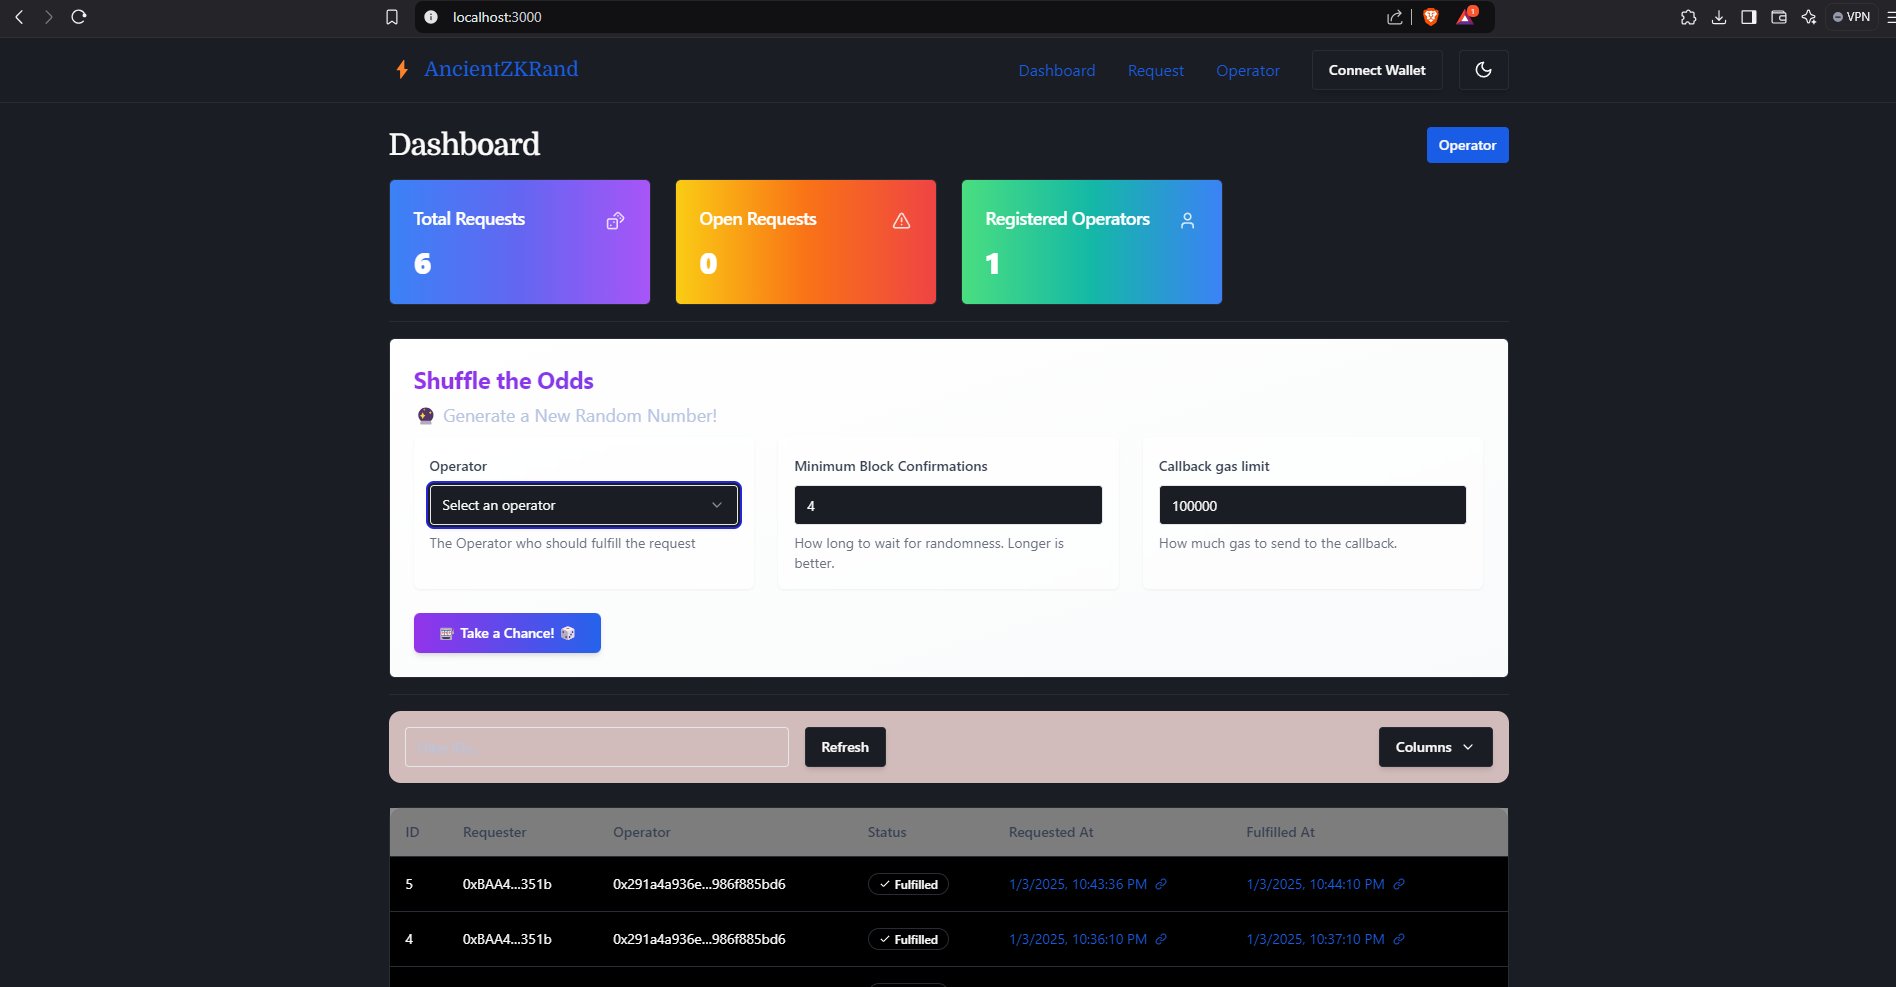 localhost:3000
1
VPN
AncientZKRand
Dashboard
Request
Operator
Connect Wallet
Dashboard
Operator
Total Requests
6
Open Requests
0
Registered Operators
1
Shuffle the Odds
Generate a New Random Number!
Operator
Select an operator
The Operator who should fulfill the request
Minimum Block Confirmations
4
How long to wait for randomness. Longer is
better.
Callback gas limit
100000
How much gas to send to the callback.
Take a Chance!
Refresh
Columns
ID Requester Operator Status Requested At Fulfilled At
5 0xBAA4...351b 0x291a4a936e...986f885bd6 Fulfilled 1/3/2025, 10:43:36 PM 1/3/2025, 10:44:10 PM
4 0xBAA4...351b 0x291a4a936e...986f885bd6 Fulfilled 1/3/2025, 10:36:10 PM 1/3/2025, 10:37:10 PM